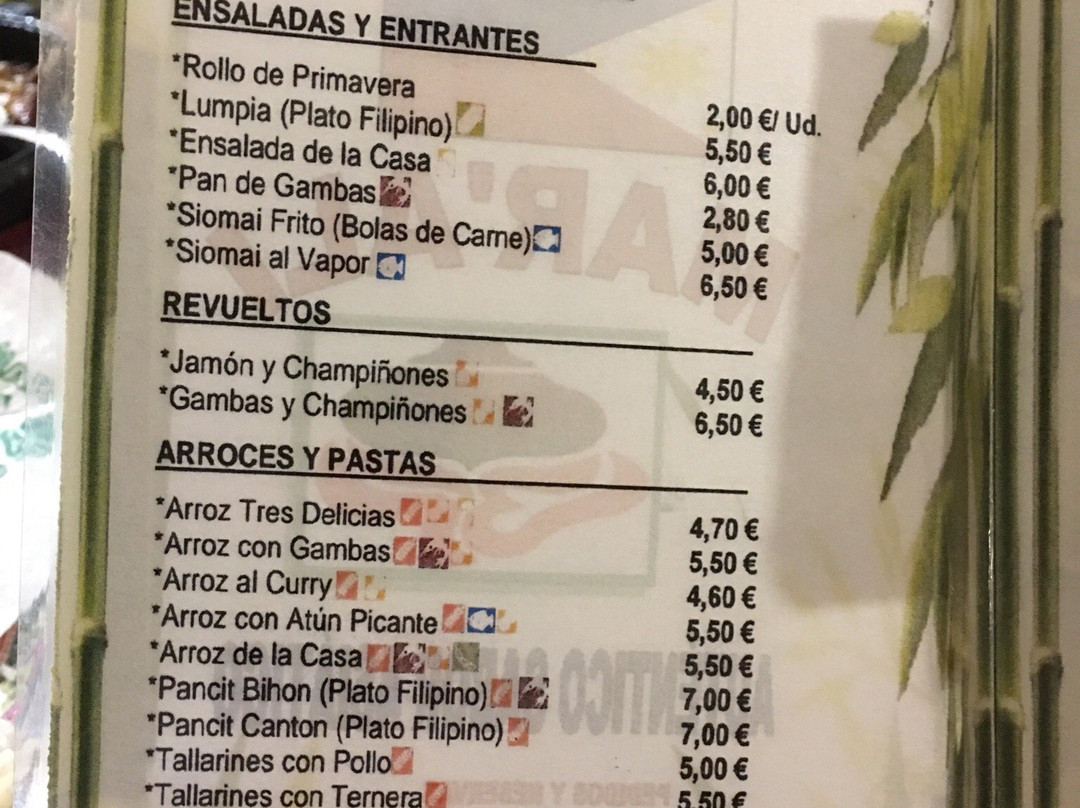 ENSALADAS Y ENTRANTES
*Rollo de Primavera 2,00 €/ Ud.
*Lumpia (Plato Filipino) 5,50 €
*Ensalada de la Casa 6,00 €
*Pan de Gambas 2,80 €
*Siomai Frito (Bolas de Carne) 5,00 €
*Siomai al Vapor 6,50 €
REVUELTOS
*Jamón y Champiñones 4,50 €
*Gambas y Champiñones 6,50 €
ARROCES Y PASTAS
*Arroz Tres Delicias 4,70 €
*Arroz con Gambas 5,50 €
*Arroz al Curry 4,60 €
*Arroz con Atún Picante 5,50 €
*Arroz de la Casa 5,50 €
*Pancit Bihon (Plato Filipino) 7,00 €
*Pancit Canton (Plato Filipino) 7,00 €
*Tallarines con Pollo 5,00 €
*Tallarines con Ternera 5,50 €